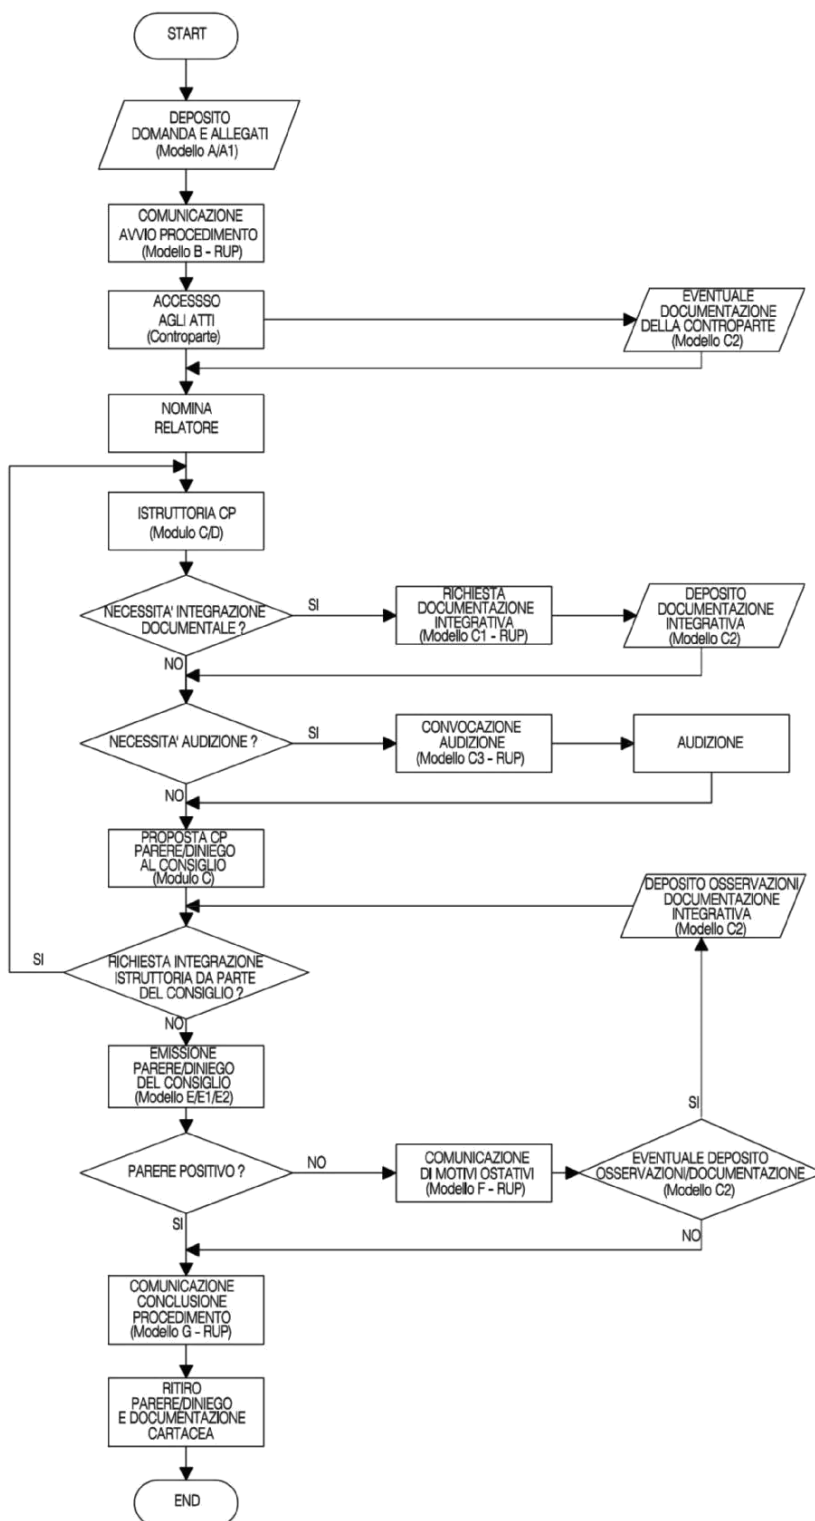 START
DEPOSITO
DOMANDA E ALLEGATI
(Modello A/A1)
COMUNICAZIONE
AVVIO PROCEDIMENTO
(Modello B - RUP)
ACCESSSO
AGLI ATTI
(Controparte)
EVENTUALE
DOCUMENTAZIONE
DELLA CONTROPARTE
(Modello C2)
NOMINA
RELATORE
ISTRUTTORIA CP
(Modulo C/D)
NECESSITA' INTEGRAZIONE
DOCUMENTALE ?
SI
RICHIESTA
DOCUMENTAZIONE
INTEGRATIVA
(Modello C1 - RUP)
DEPOSITO
DOCUMENTAZIONE
INTEGRATIVA
(Modello C2)
NO
NECESSITA' AUDIZIONE ?
SI
CONVOCAZIONE
AUDIZIONE
(Modello C3 - RUP)
AUDIZIONE
NO
PROPOSTA CP
PARERE/DINIEGO
AL CONSIGLIO
(Modulo C)
DEPOSITO OSSERVAZIONI
DOCUMENTAZIONE
INTEGRATIVA
(Modello C2)
SI
RICHIESTA INTEGRAZIONE
ISTRUTTORIA DA PARTE
DEL CONSIGLIO ?
NO
EMISSIONE
PARERE/DINIEGO
DEL CONSIGLIO
(Modello E/E1/E2)
SI
PARERE POSITIVO ?
NO
COMUNICAZIONE
DI MOTIVI OSTATIVI
(Modello F - RUP)
EVENTUALE DEPOSITO
OSSERVAZIONI/DOCUMENTAZIONE
(Modello C2)
SI
NO
COMUNICAZIONE
CONCLUSIONE
PROCEDIMENTO
(Modello G - RUP)
RITIRO
PARERE/DINIEGO
E DOCUMENTAZIONE
CARTACEA
END